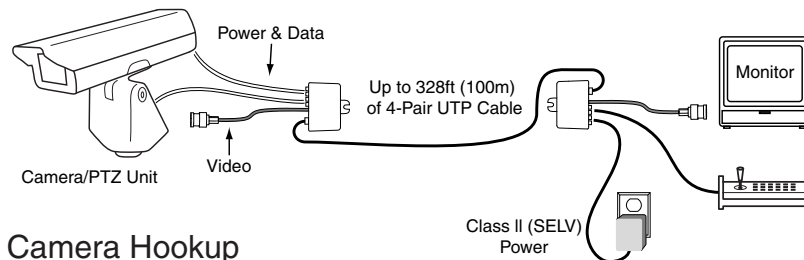 Power & Data
Up to 328ft (100m)
of 4-Pair UTP Cable
Monitor
Video
Camera/PTZ Unit
Class II (SELV)
Power
Camera Hookup